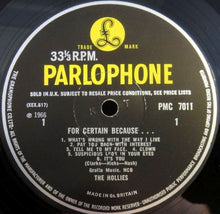 TRADE MARK
33⅓ R.P.M.
PARLOPHONE
SOLD IN U.K. SUBJECT TO RESALE PRICE CONDITIONS, SEE PRICE LISTS
(XEX.617)
PMC 7011
℗ 1966
1
1
FOR CERTAIN BECAUSE . . .
1. WHAT'S WRONG WITH THE WAY I LIVE
2. PAY YOU BACK WITH INTEREST
3. TELL ME TO MY FACE
4. CLOWN
5. SUSPICIOUS LOOK IN YOUR EYES
6. IT'S YOU
(Clarke—Hicks—Nash)
Gralto Music, NCB
THE HOLLIES
MADE IN GT. BRITAIN